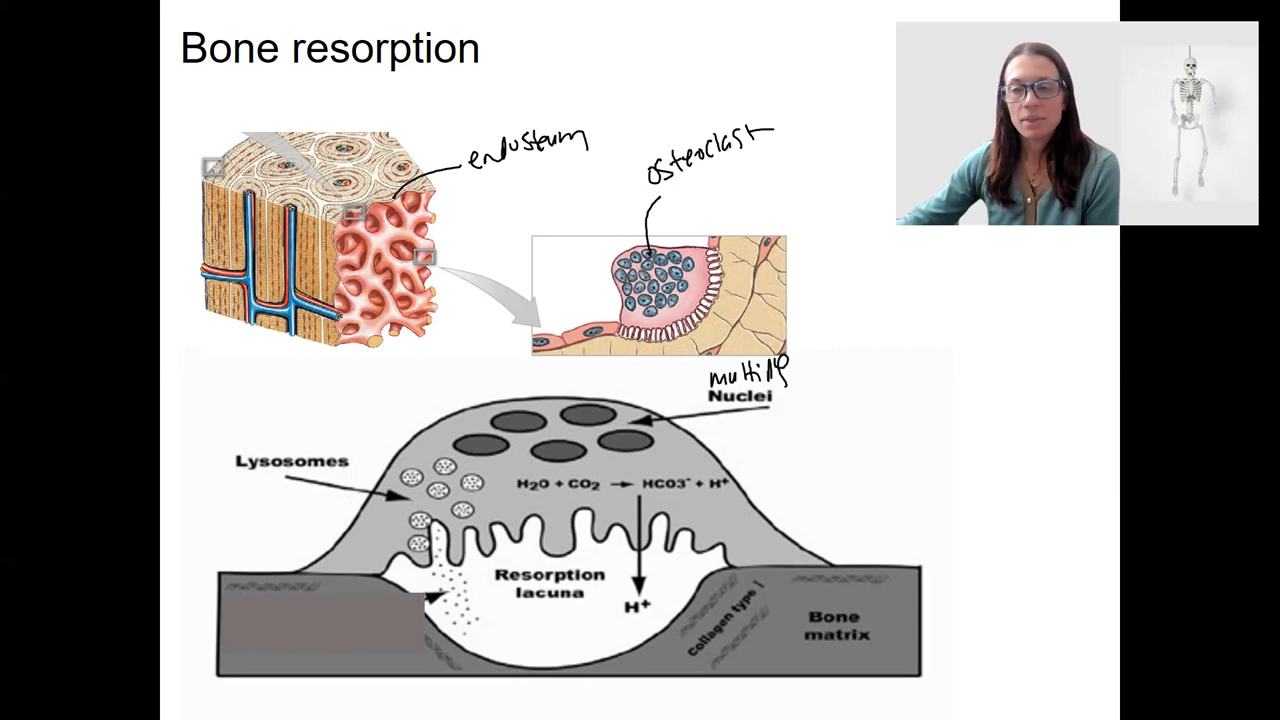 Bone resorption
endosteum
osteoclast
multiple
Nuclei
Lysosomes
H2O + CO2 → HCO3- + H+
Resorption
lacuna
H+
Collagen type I
Bone
matrix